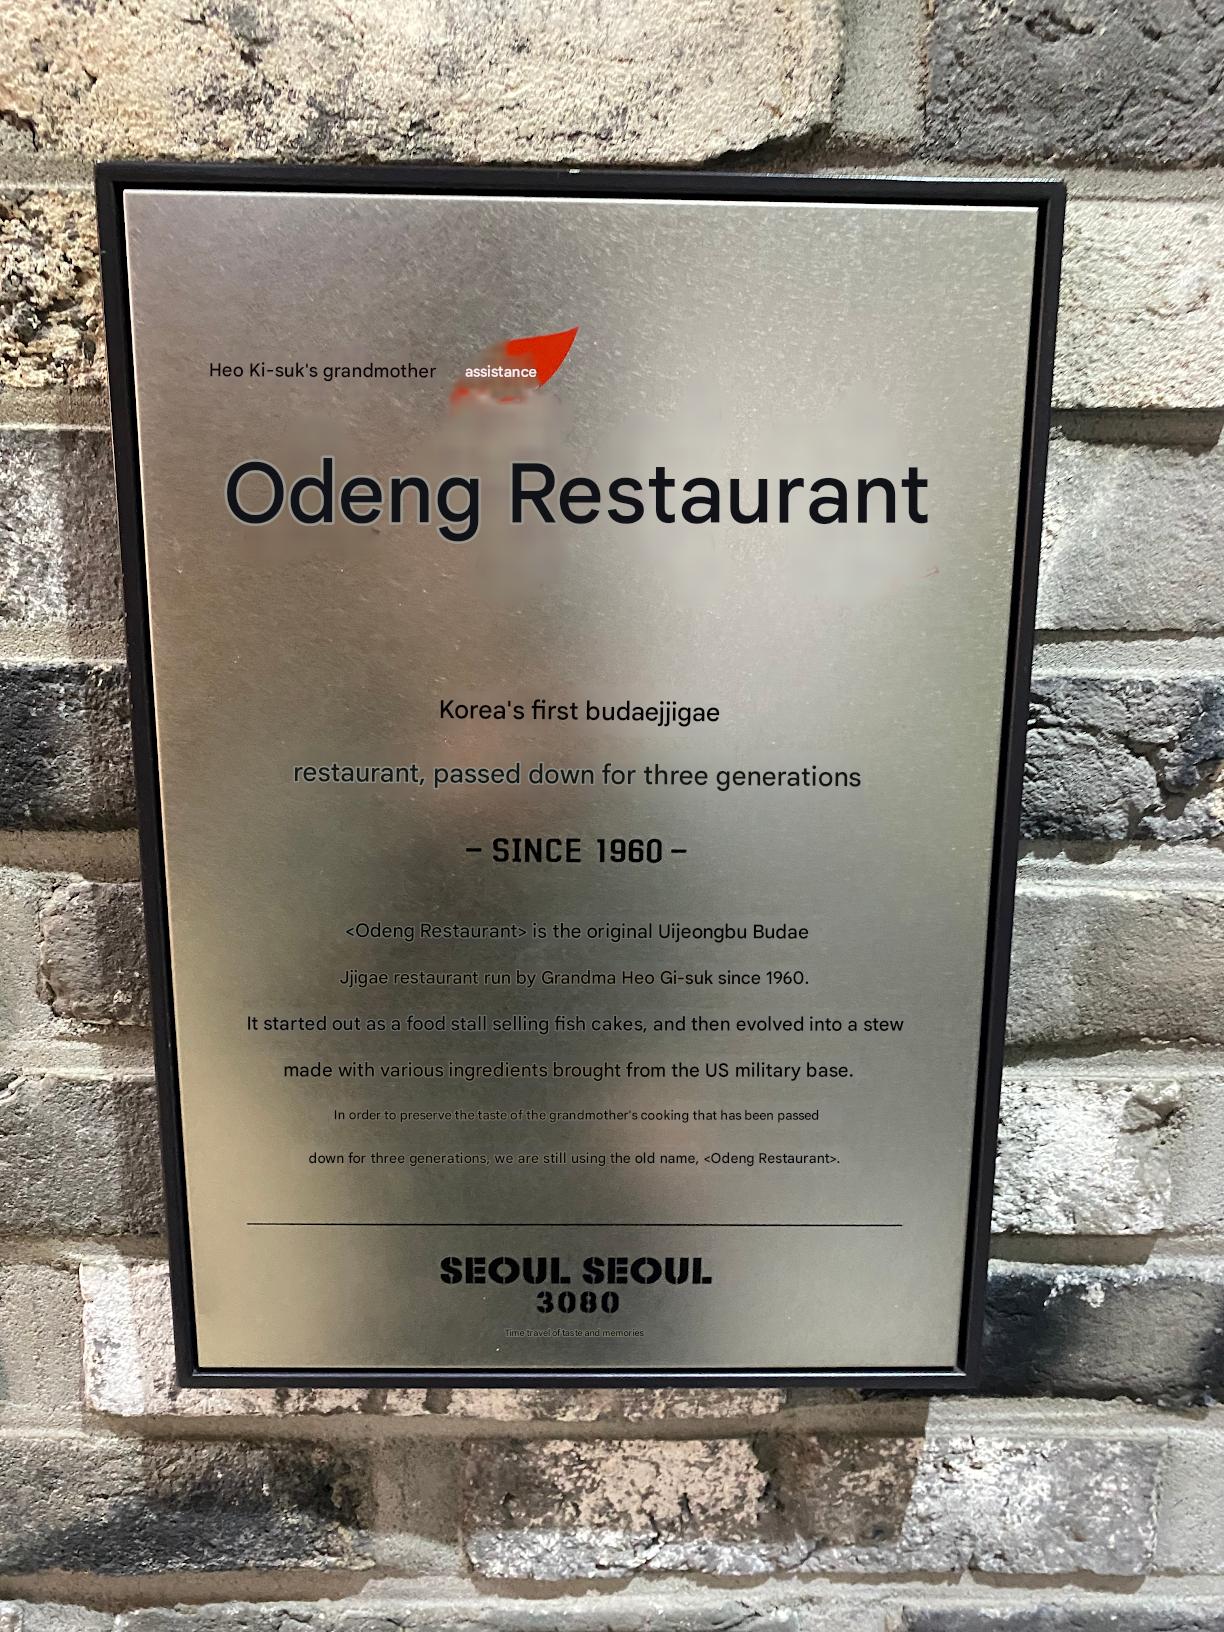 Heo Ki-suk's grandmother assistance
Odeng Restaurant
Korea's first budaejjigae
restaurant, passed down for three generations
– SINCE 1960 –
<Odeng Restaurant> is the original Uijeongbu Budae
Jjigae restaurant run by Grandma Heo Gi-suk since 1960.
It started out as a food stall selling fish cakes, and then evolved into a stew
made with various ingredients brought from the US military base.
In order to preserve the taste of the grandmother's cooking that has been passed
down for three generations, we are still using the old name, <Odeng Restaurant>.
SEOUL SEOUL
3080
Time travel of taste and memories